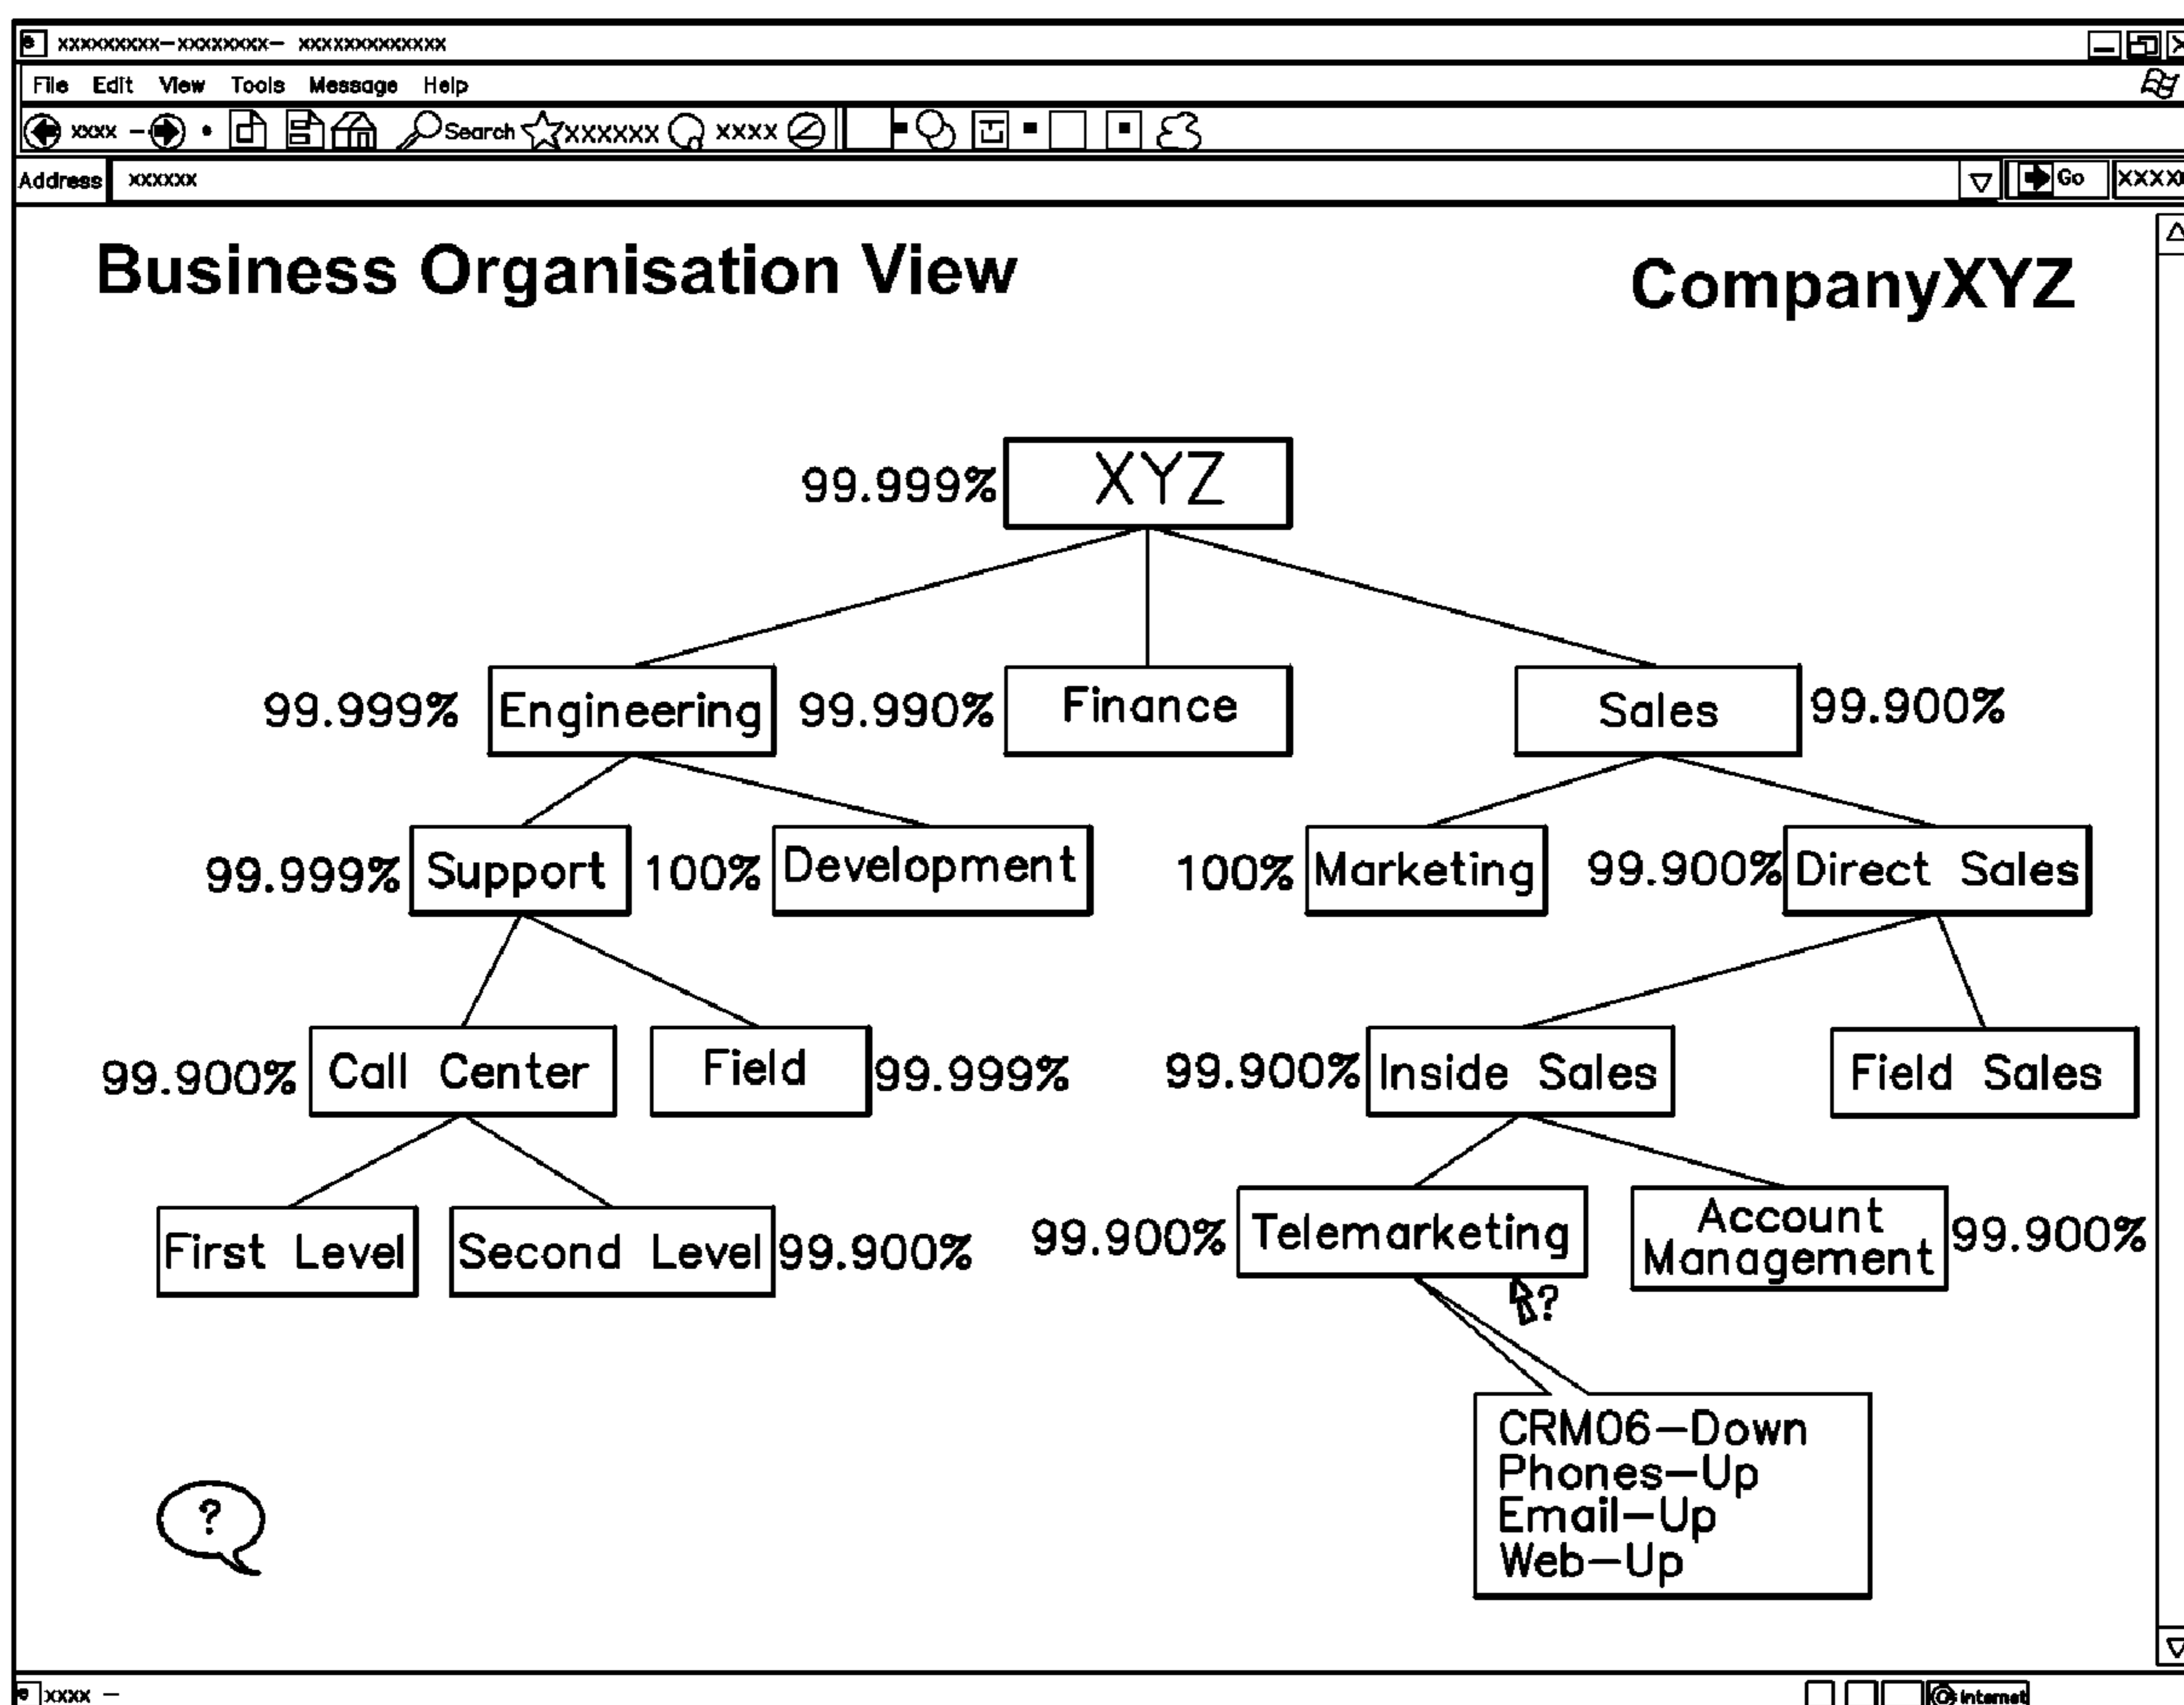 xxxxxxxxx-xxxxxxxx- xxxxxxxxxxxxx
File Edit View Tools Message Help
xxxx - Search xxxxxx xxxx
Address xxxxxx Go xxxxx
Business Organisation View CompanyXYZ
99.999% XYZ
99.999% Engineering 99.990% Finance Sales 99.900%
99.999% Support 100% Development 100% Marketing 99.900% Direct Sales
99.900% Call Center Field 99.999% 99.900% Inside Sales Field Sales
First Level Second Level 99.900% 99.900% Telemarketing Account Management 99.900%
?
CRM06-Down
Phones-Up
Email-Up
Web-Up
?
xxxx - Internet